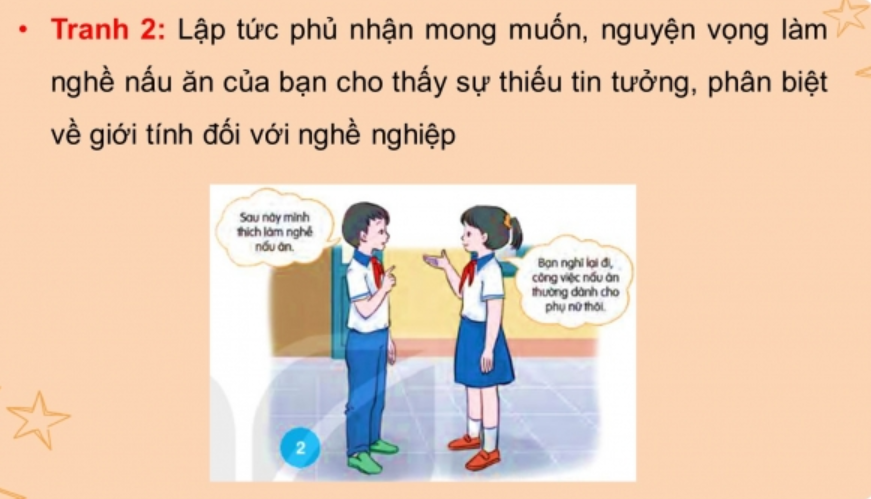 • Tranh 2: Lập tức phủ nhận mong muốn, nguyện vọng làm
nghề nấu ăn của bạn cho thấy sự thiếu tin tưởng, phân biệt
về giới tính đối với nghề nghiệp
Sau này mình
thích làm nghề
nấu ăn.
Bạn nghĩ lại đi,
công việc nấu ăn
thường dành cho
phụ nữ thôi.
2